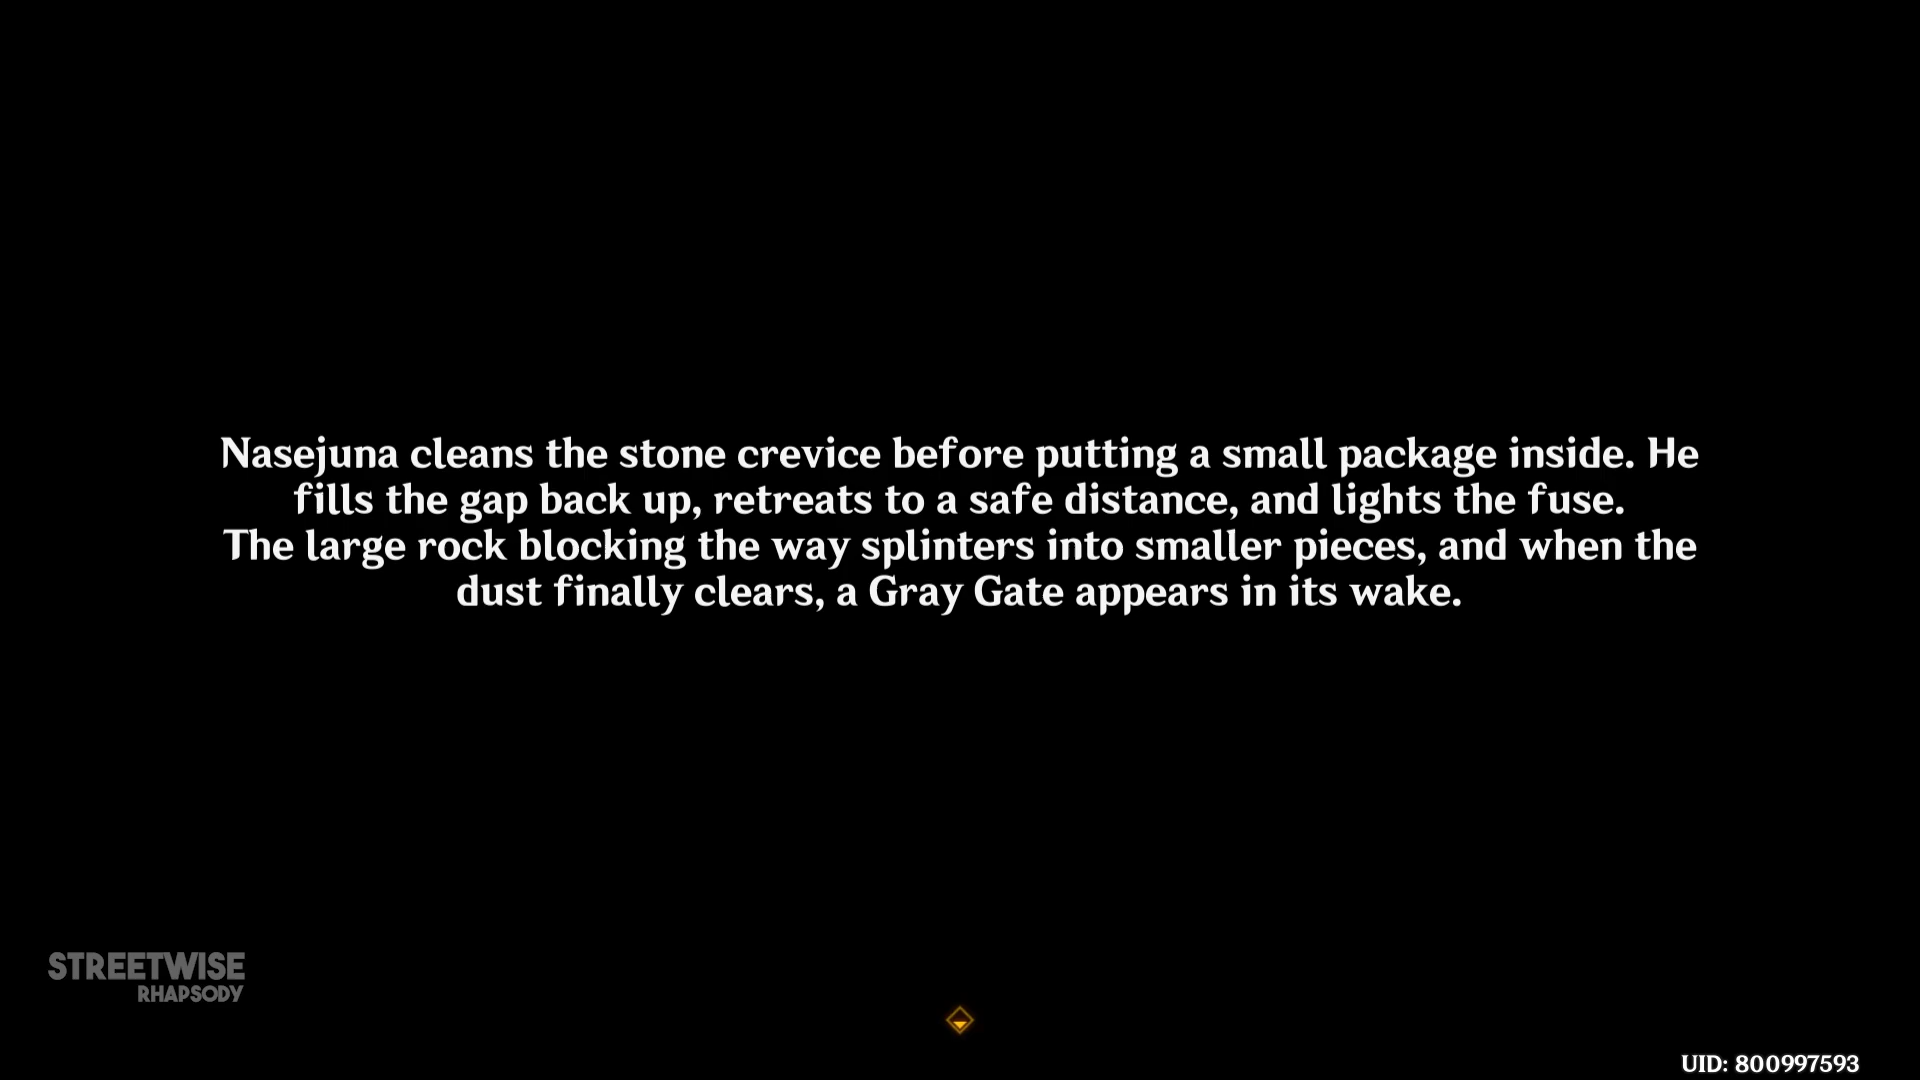 Nasejuna cleans the stone crevice before putting a small package inside. He
fills the gap back up, retreats to a safe distance, and lights the fuse.
The large rock blocking the way splinters into smaller pieces, and when the
dust finally clears, a Gray Gate appears in its wake.
STREETWISE
RHAPSODY
UID: 800997593